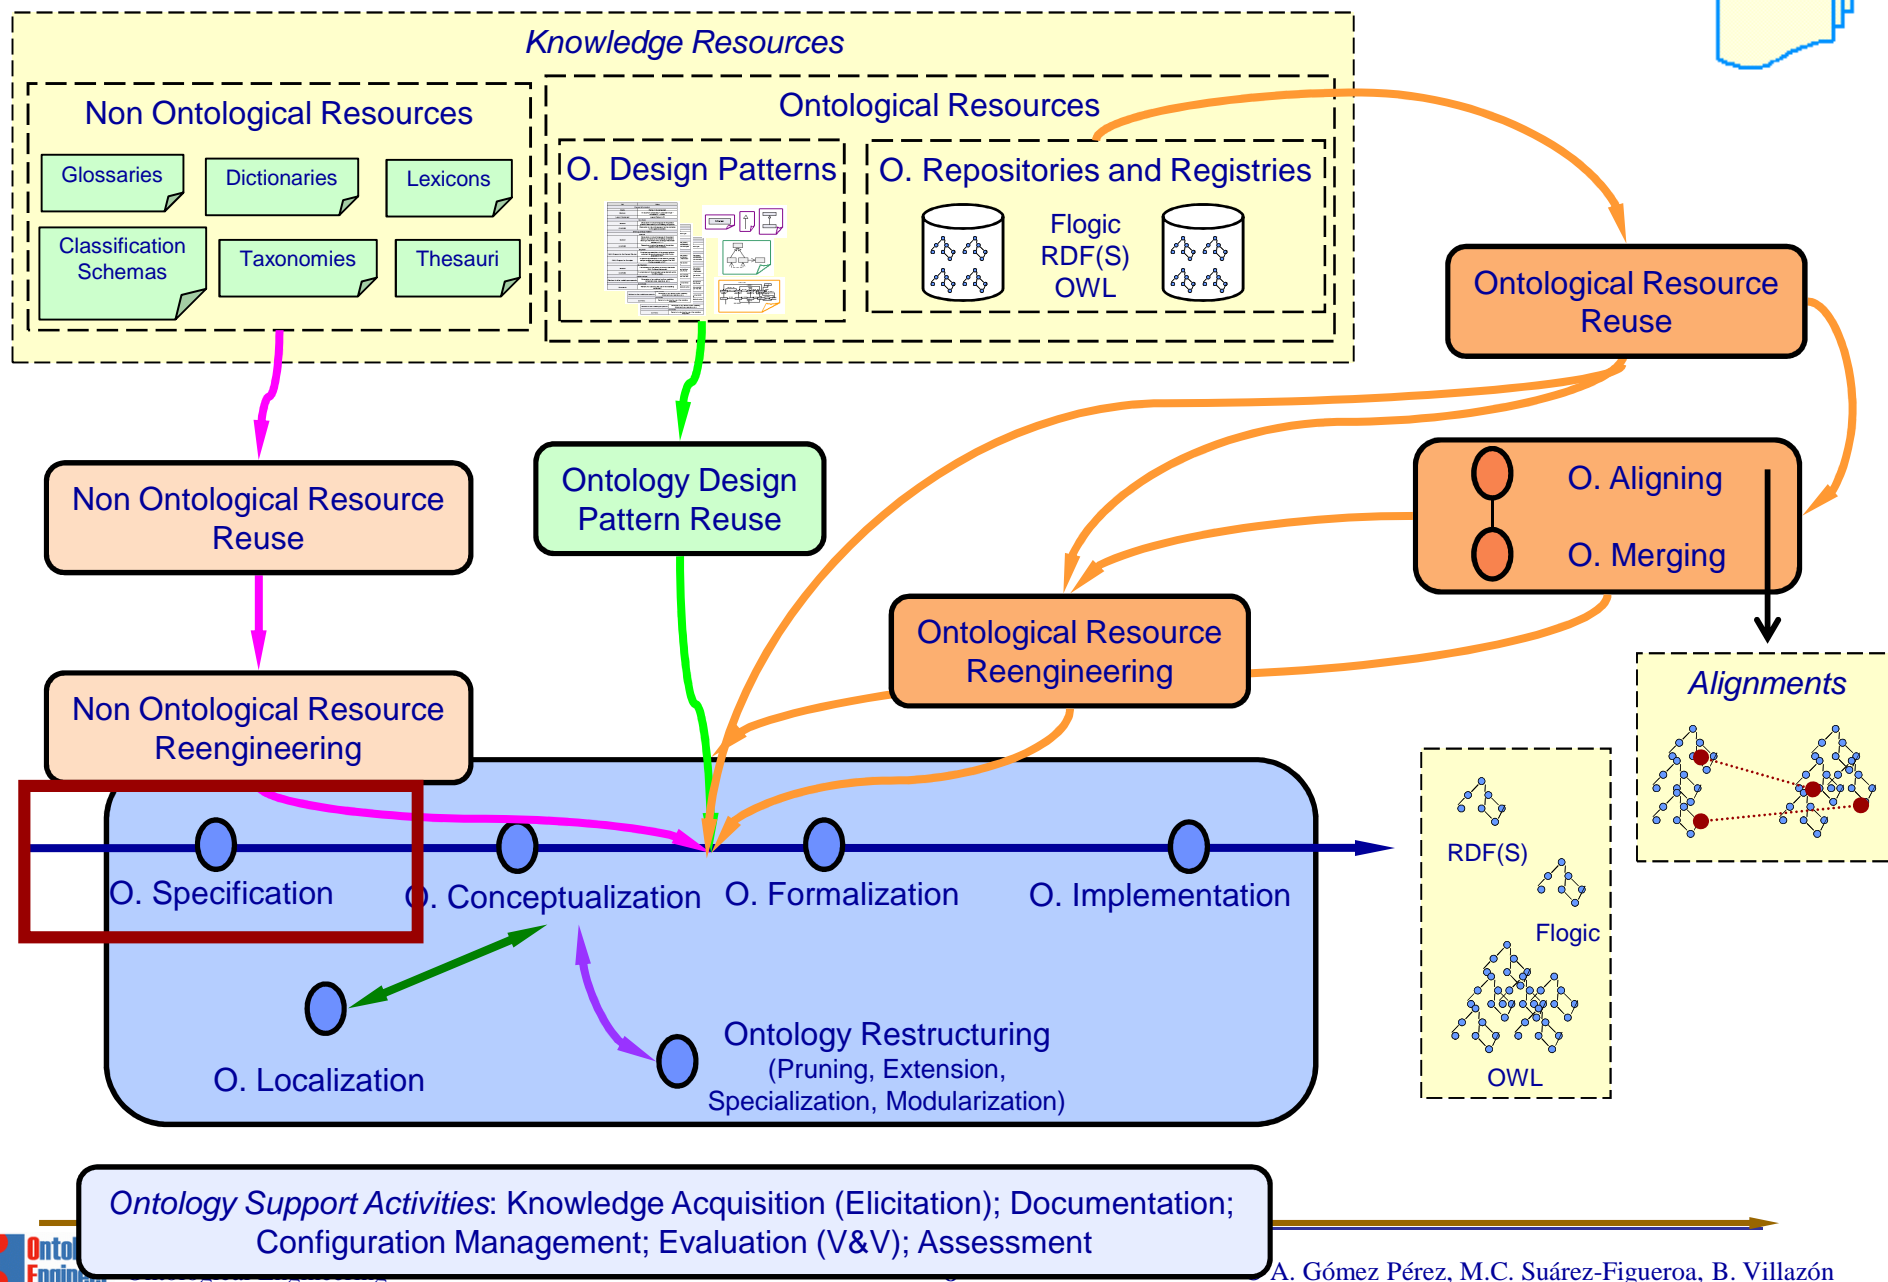 Knowledge Resources
Non Ontological Resources
Glossaries
Dictionaries
Lexicons
Classification
Schemas
Taxonomies
Thesauri
Ontological Resources
O. Design Patterns
O. Repositories and Registries
Flogic
RDF(S)
OWL
Ontological Resource
Reuse
Non Ontological Resource
Reuse
Ontology Design
Pattern Reuse
O. Aligning
O. Merging
Ontological Resource
Reengineering
Non Ontological Resource
Reengineering
Alignments
O. Specification
O. Conceptualization
O. Formalization
O. Implementation
RDF(S)
Flogic
OWL
O. Localization
Ontology Restructuring
(Pruning, Extension,
Specialization, Modularization)
Ontology Support Activities: Knowledge Acquisition (Elicitation); Documentation;
Configuration Management; Evaluation (V&V); Assessment
A. Gómez Pérez, M.C. Suárez-Figueroa, B. Villazón